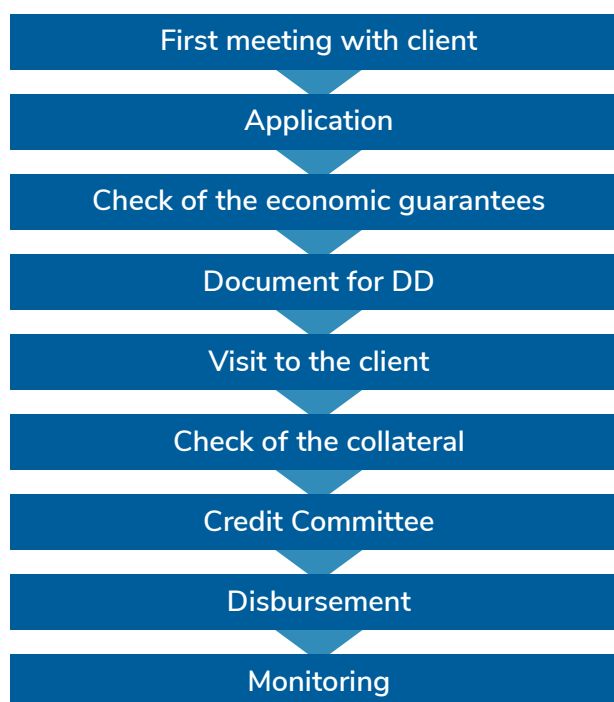 First meeting with client
Application
Check of the economic guarantees
Document for DD
Visit to the client
Check of the collateral
Credit Committee
Disbursement
Monitoring